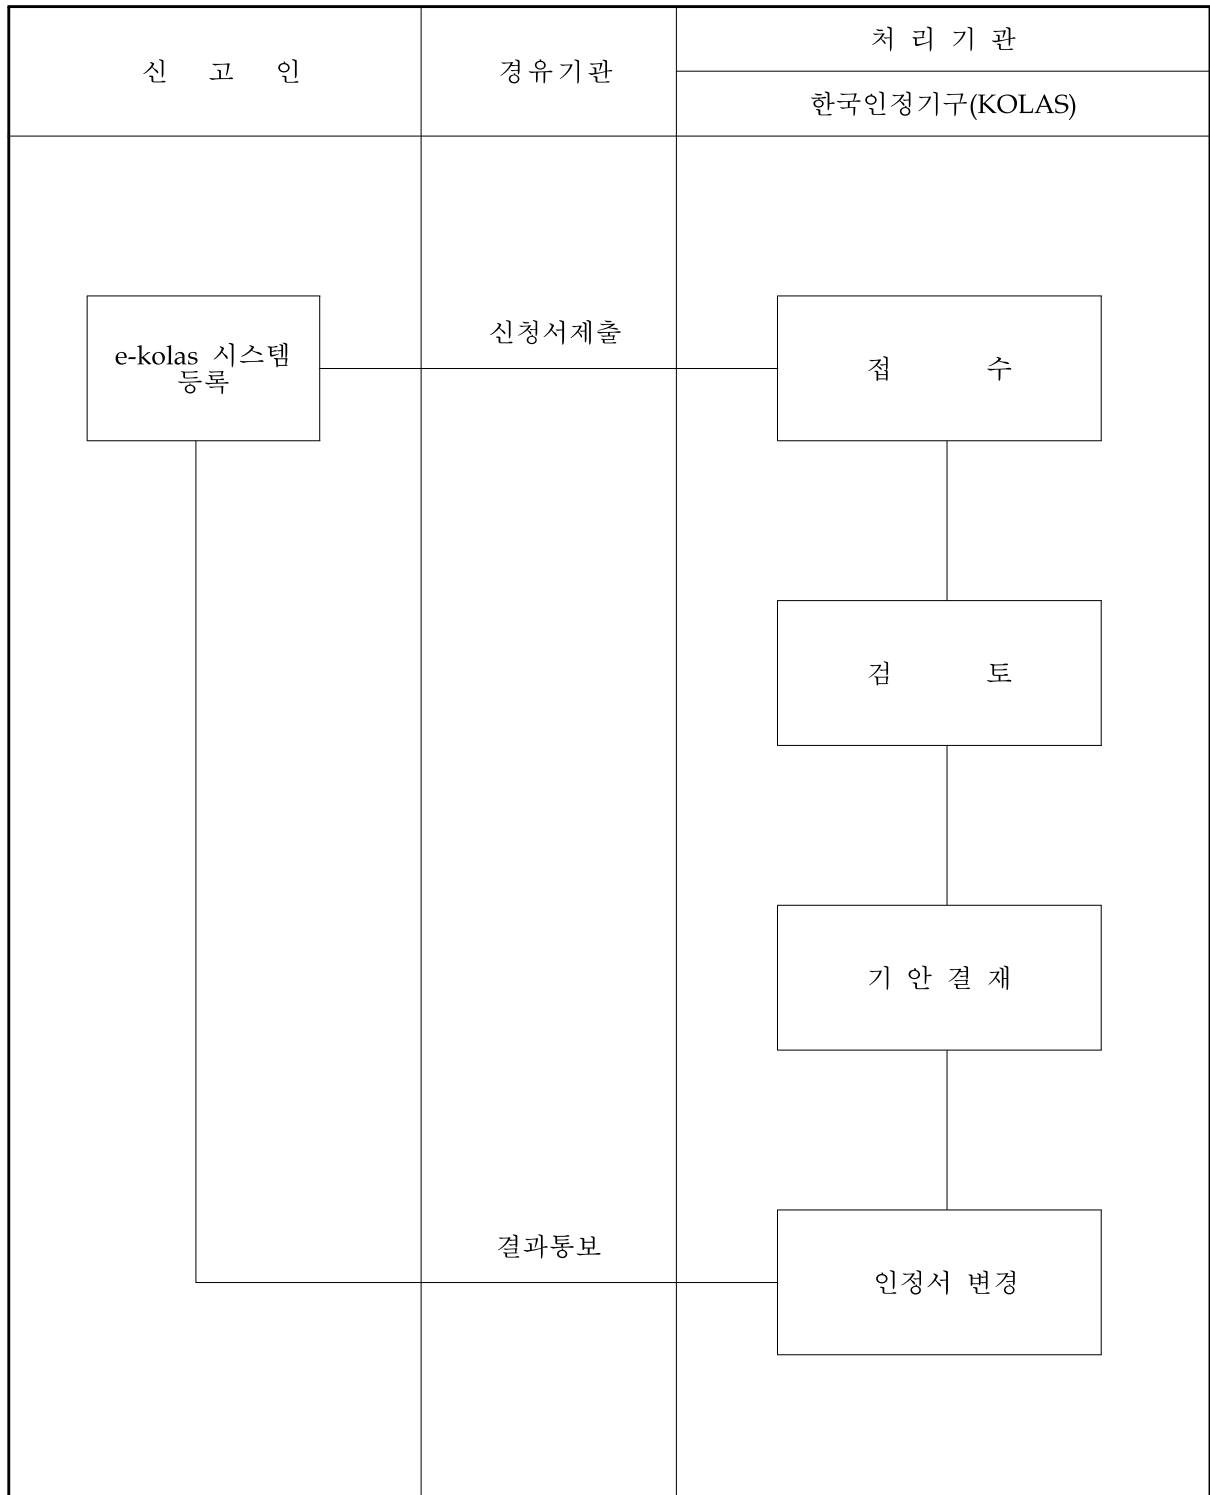 신 고 인
경유기관
처 리 기 관
한국인정기구(KOLAS)
e-kolas 시스템
등록
신청서제출
접 수
검 토
기 안 결 재
결과통보
인정서 변경